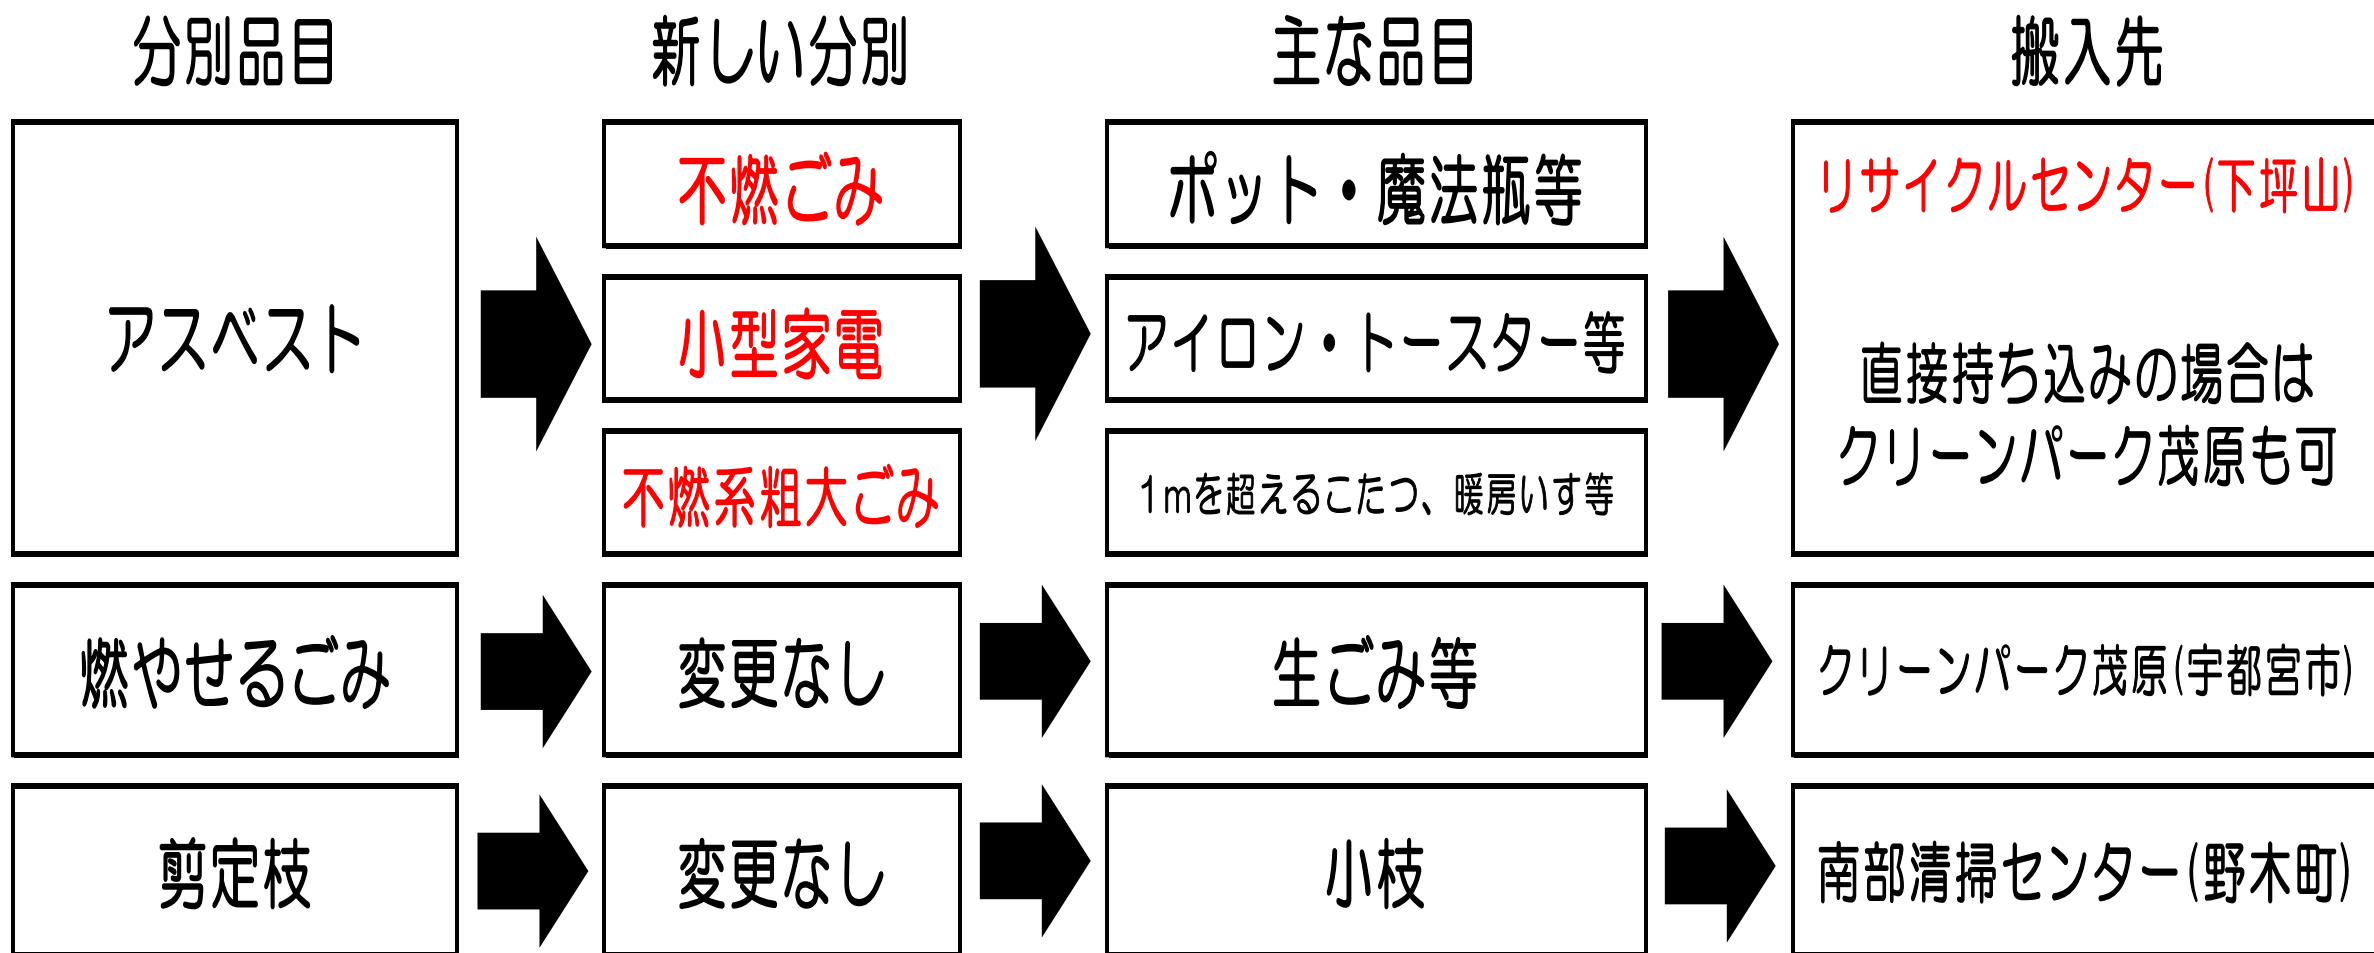 分別品目
新しい分別
主な品目
搬入先
アスベスト
不燃ごみ
ポット・魔法瓶等
リサイクルセンター(下坪山)
小型家電
アイロン・トースター等
直接持ち込みの場合は
クリーンパーク茂原も可
不燃系粗大ごみ
1mを超えるこたつ、暖房いす等
燃やせるごみ
変更なし
生ごみ等
クリーンパーク茂原(宇都宮市)
剪定枝
変更なし
小枝
南部清掃センター(野木町)